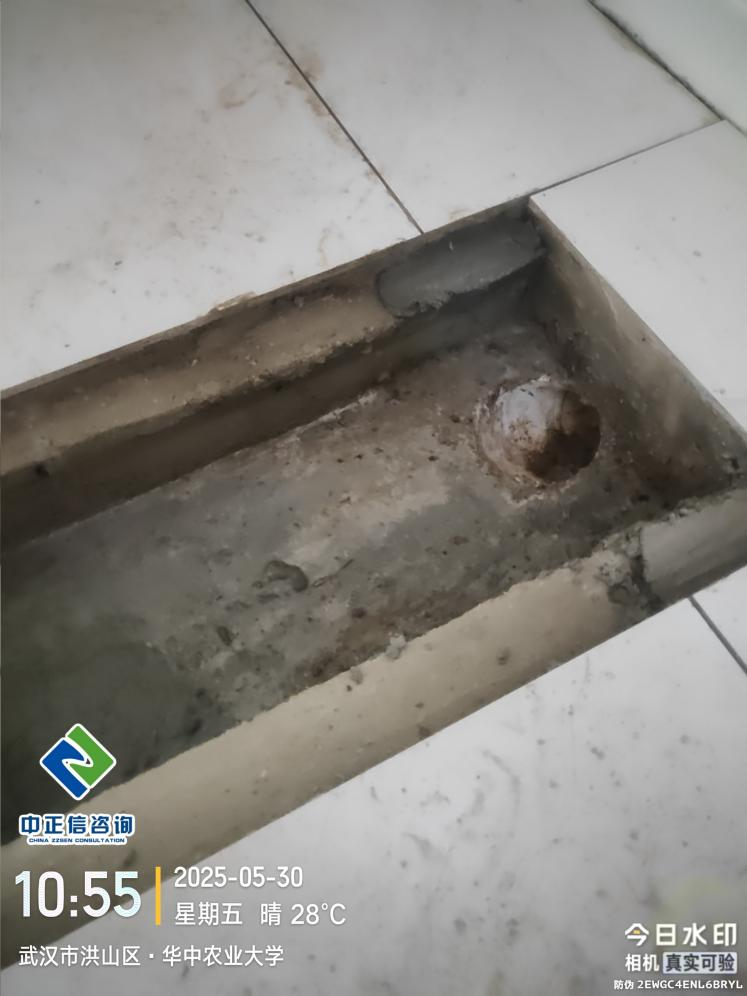 中正信咨询
CHINA ZZSEN CONSULTATION
10:55
2025-05-30
星期五 晴 28℃
武汉市洪山区·华中农业大学
今日水印
相机 真实可验
防伪 2EWGC4ENL6BRYL